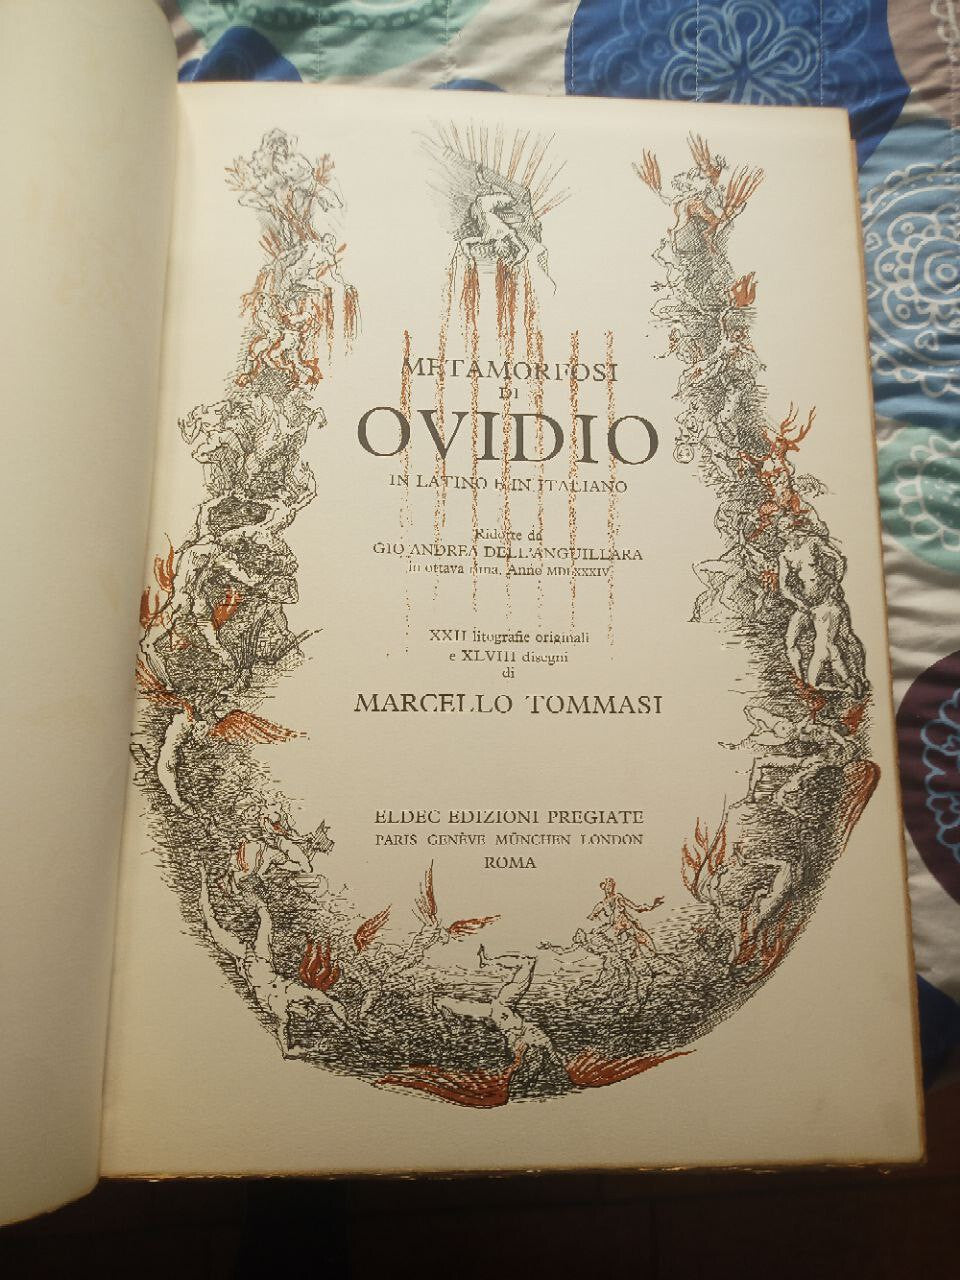 METAMORFOSI
DI
OVIDIO
IN LATINO E IN ITALIANO
Ridotte da
GIO ANDREA DELL'ANGUILLARA
in ottava rima, Anno MDLXXXIV
XXII litografie originali
e XLVIII disegni
di
MARCELLO TOMMASI
ELDEC EDIZIONI PREGIATE
PARIS GENÈVE MÜNCHEN LONDON
ROMA